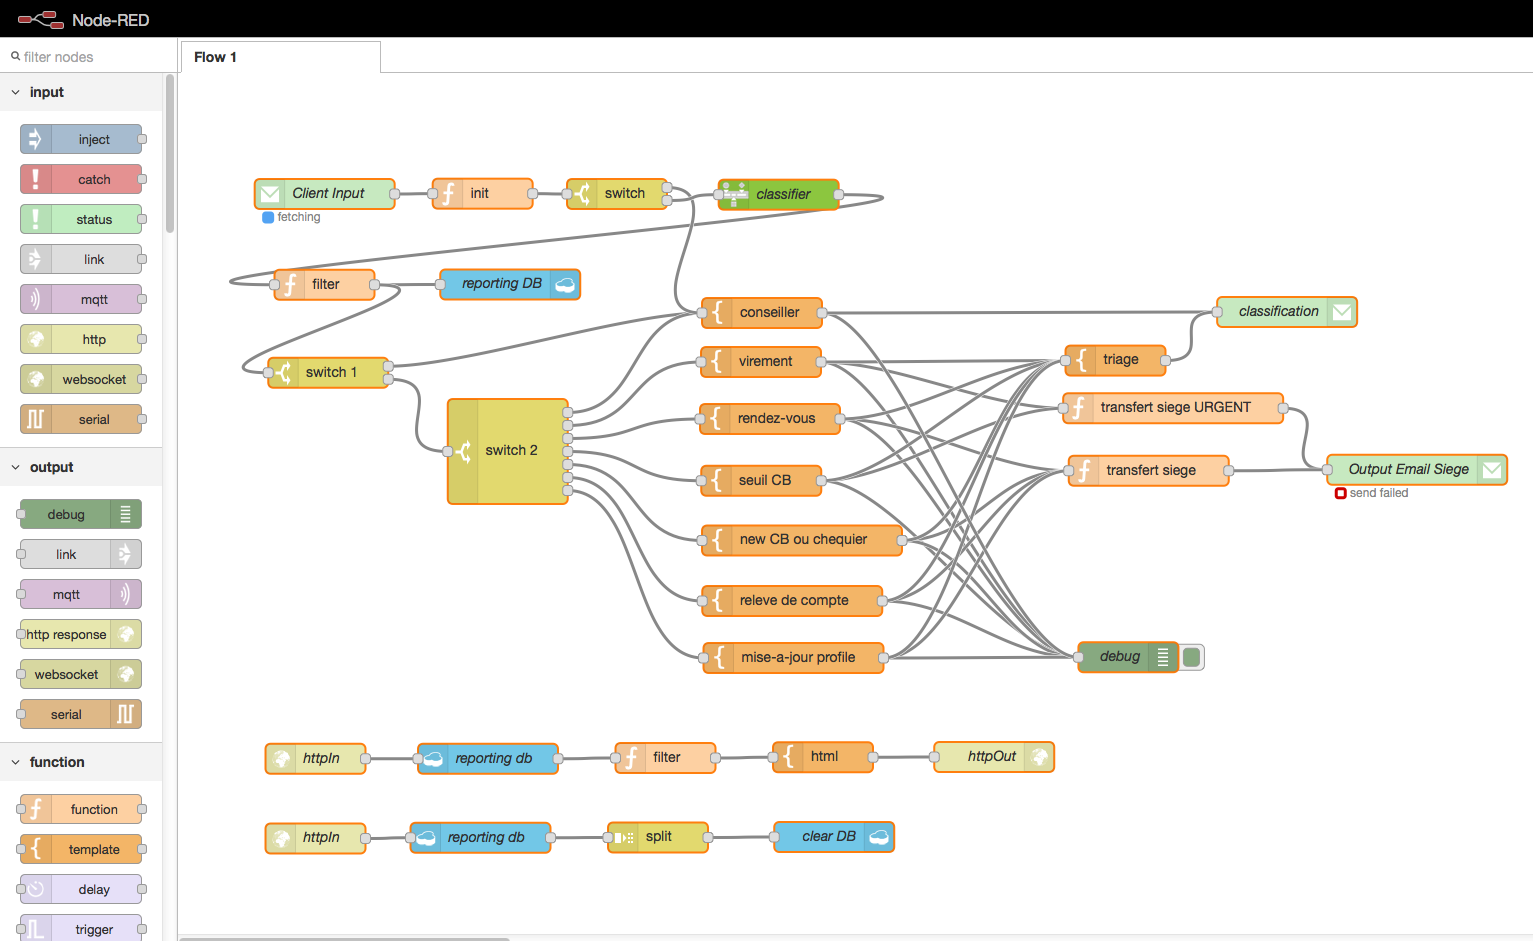 Node-RED
filter nodes
Flow 1
input
inject
catch
status
link
mqtt
http
websocket
serial
output
debug
link
mqtt
http response
websocket
serial
function
function
template
delay
trigger
Client Input
init
switch
classifier
fetching
filter
reporting DB
switch 1
switch 2
conseiller
virement
rendez-vous
seuil CB
new CB ou chequier
releve de compte
mise-a-jour profile
classification
triage
transfert siege URGENT
transfert siege
Output Email Siege
send failed
debug
httpIn
reporting db
filter
html
httpOut
httpIn
reporting db
split
clear DB